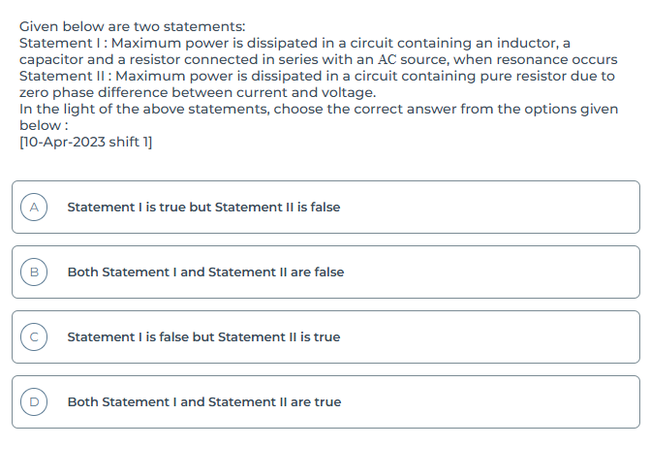 Given below are two statements:
Statement I : Maximum power is dissipated in a circuit containing an inductor, a
capacitor and a resistor connected in series with an AC source, when resonance occurs
Statement II : Maximum power is dissipated in a circuit containing pure resistor due to
zero phase difference between current and voltage.
In the light of the above statements, choose the correct answer from the options given
below :
[10-Apr-2023 shift 1]
A Statement I is true but Statement II is false
B Both Statement I and Statement II are false
C Statement I is false but Statement II is true
D Both Statement I and Statement II are true